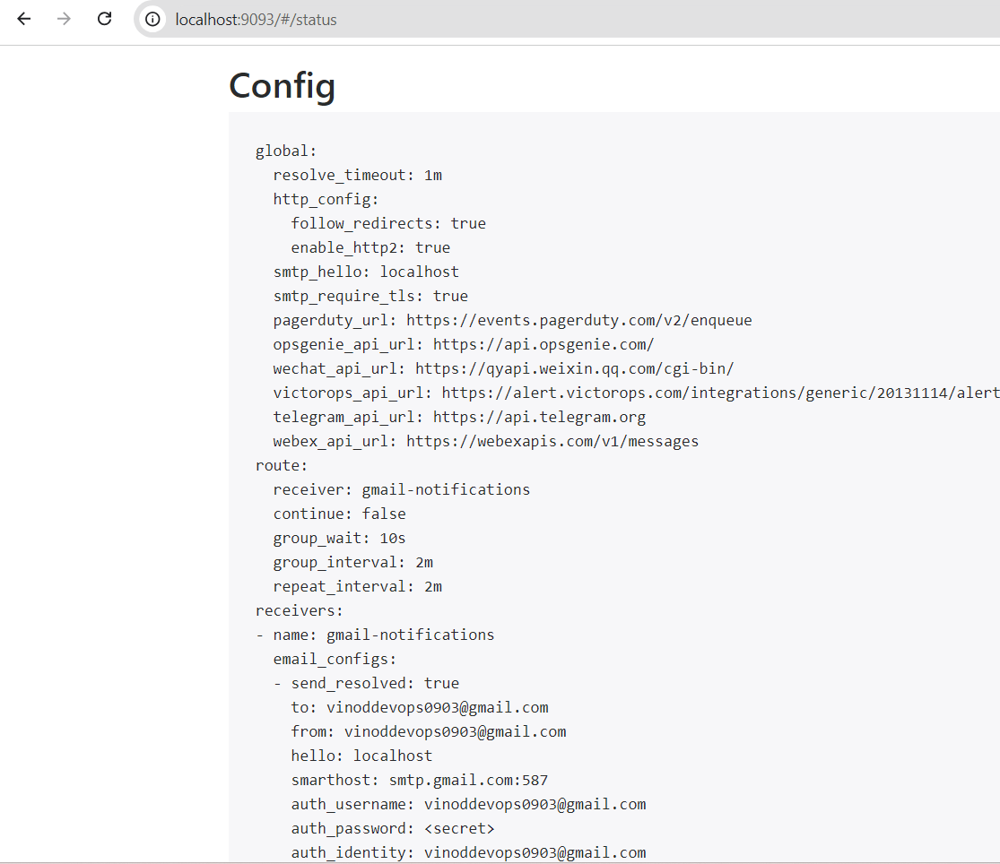 localhost:9093/#/status
Config
global:
  resolve_timeout: 1m
  http_config:
    follow_redirects: true
    enable_http2: true
  smtp_hello: localhost
  smtp_require_tls: true
  pagerduty_url: https://events.pagerduty.com/v2/enqueue
  opsgenie_api_url: https://api.opsgenie.com/
  wechat_api_url: https://qyapi.weixin.qq.com/cgi-bin/
  victorops_api_url: https://alert.victorops.com/integrations/generic/20131114/alert
  telegram_api_url: https://api.telegram.org
  webex_api_url: https://webexapis.com/v1/messages
route:
  receiver: gmail-notifications
  continue: false
  group_wait: 10s
  group_interval: 2m
  repeat_interval: 2m
receivers:
- name: gmail-notifications
  email_configs:
  - send_resolved: true
    to: vinoddevops0903@gmail.com
    from: vinoddevops0903@gmail.com
    hello: localhost
    smarthost: smtp.gmail.com:587
    auth_username: vinoddevops0903@gmail.com
    auth_password: <secret>
    auth_identity: vinoddevops0903@gmail.com